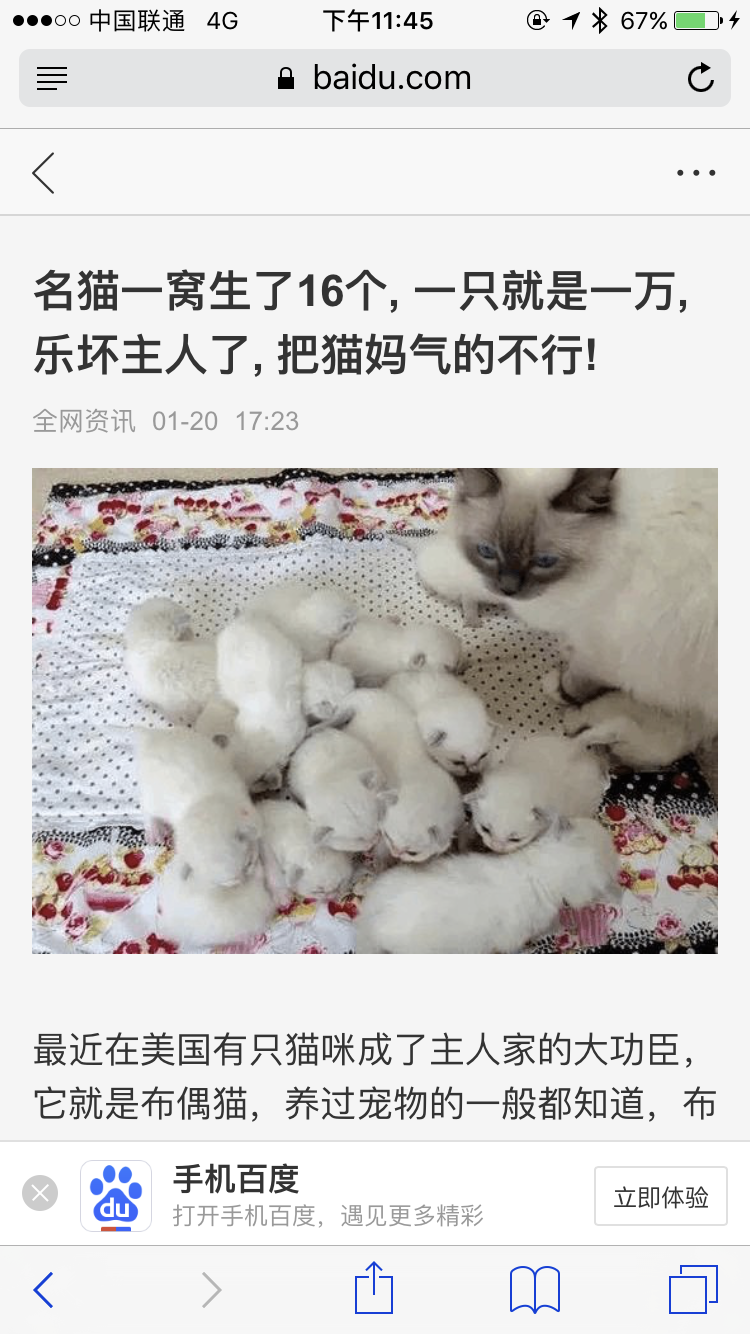 中国联通 4G 下午11:45 67%
baidu.com
名猫一窝生了16个, 一只就是一万,
乐坏主人了, 把猫妈气的不行!
全网资讯 01-20 17:23
最近在美国有只猫咪成了主人家的大功臣，
它就是布偶猫，养过宠物的一般都知道，布
du
手机百度
打开手机百度，遇见更多精彩
立即体验